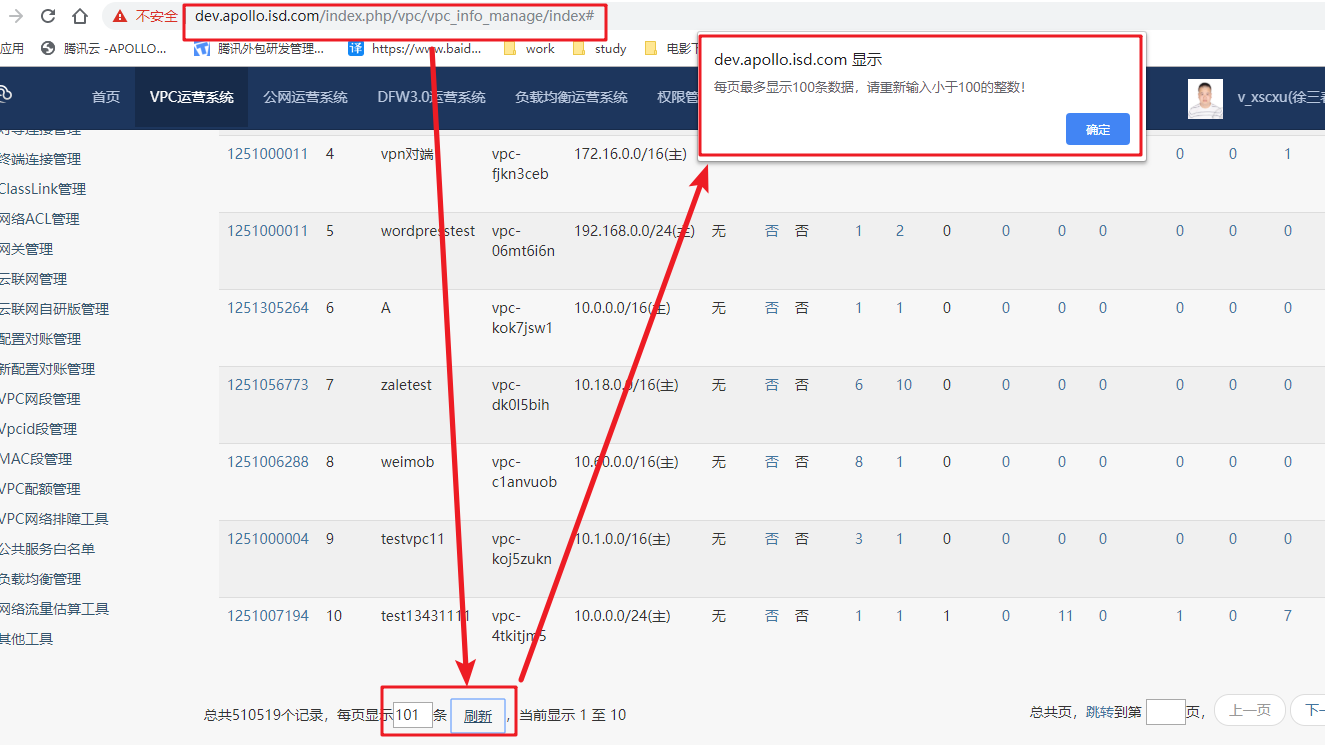 不安全 dev.apollo.isd.com/index.php/vpc/vpc_info_manage/index#
应用 腾讯云 -APOLLO... 腾讯外包研发管理... 译 https://www.baid... work study 电影
dev.apollo.isd.com 显示
每页最多显示100条数据，请重新输入小于100的整数！
确定
首页 VPC运营系统 公网运营系统 DFW3.0运营系统 负载均衡运营系统 权限管 v_xscxu(徐三
对等连接管理
终端连接管理
ClassLink管理
网络ACL管理
网关管理
云联网管理
云联网自研版管理
配置对账管理
新配置对账管理
VPC网段管理
Vpcid段管理
MAC段管理
VPC配额管理
VPC网络排障工具
公共服务白名单
负载均衡管理
网络流量估算工具
其他工具
1251000011 4 vpn对端 vpc- 172.16.0.0/16(主) 0 0 1
fjkn3ceb
1251000011 5 wordpresstest vpc- 192.168.0.0/24(主) 无 否 否 1 2 0 0 0 0 0 0 0
06mt6i6n
1251305264 6 A vpc- 10.0.0.0/16(主) 无 否 否 1 1 0 0 0 0 0 0 0
kok7jsw1
1251056773 7 zaletest vpc- 10.18.0.0/16(主) 无 否 否 6 10 0 0 0 0 0 0 0
dk0l5bih
1251006288 8 weimob vpc- 10.60.0.0/16(主) 无 否 否 8 1 0 0 0 0 0 0 0
c1anvuob
1251000004 9 testvpc11 vpc- 10.1.0.0/16(主) 无 否 否 3 1 0 0 0 0 0 0 0
koj5zukn
1251007194 10 test13431111 vpc- 10.0.0.0/24(主) 无 否 否 1 1 1 0 11 0 1 0 7
4tkitjm5
总共510519个记录，每页显示 101 条 刷新 ，当前显示 1 至 10 总共页，跳转到第 页， 上一页 下一